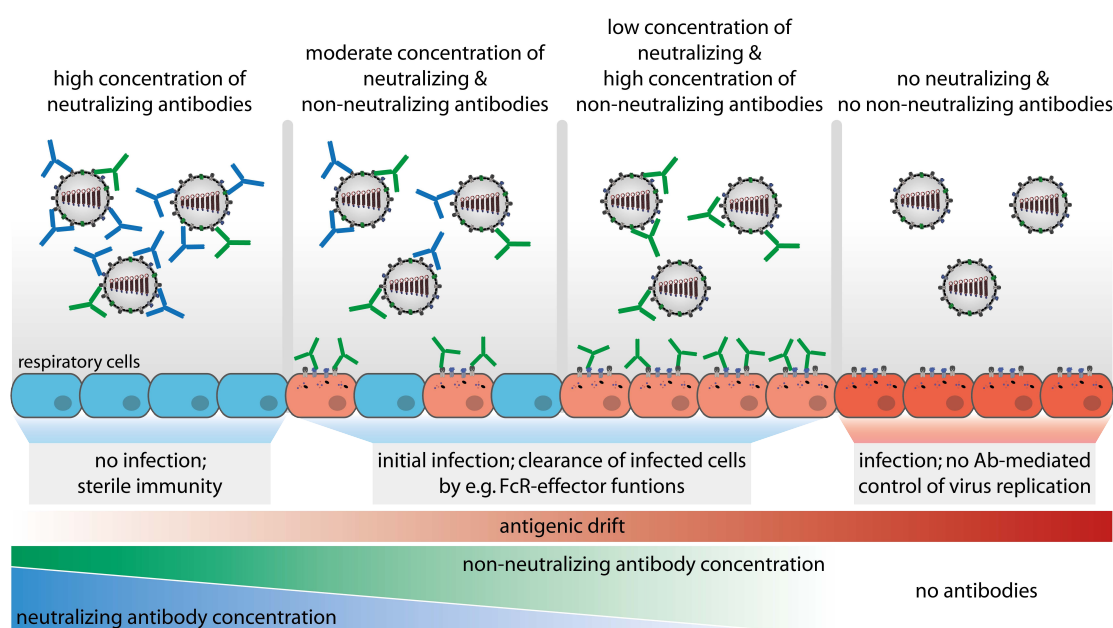 high concentration of
neutralizing antibodies
moderate concentration of
neutralizing &
non-neutralizing antibodies
low concentration of
neutralizing &
high concentration of
non-neutralizing antibodies
no neutralizing &
no non-neutralizing antibodies
respiratory cells
no infection;
sterile immunity
initial infection; clearance of infected cells
by e.g. FcR-effector funtions
infection; no Ab-mediated
control of virus replication
antigenic drift
non-neutralizing antibody concentration
no antibodies
neutralizing antibody concentration